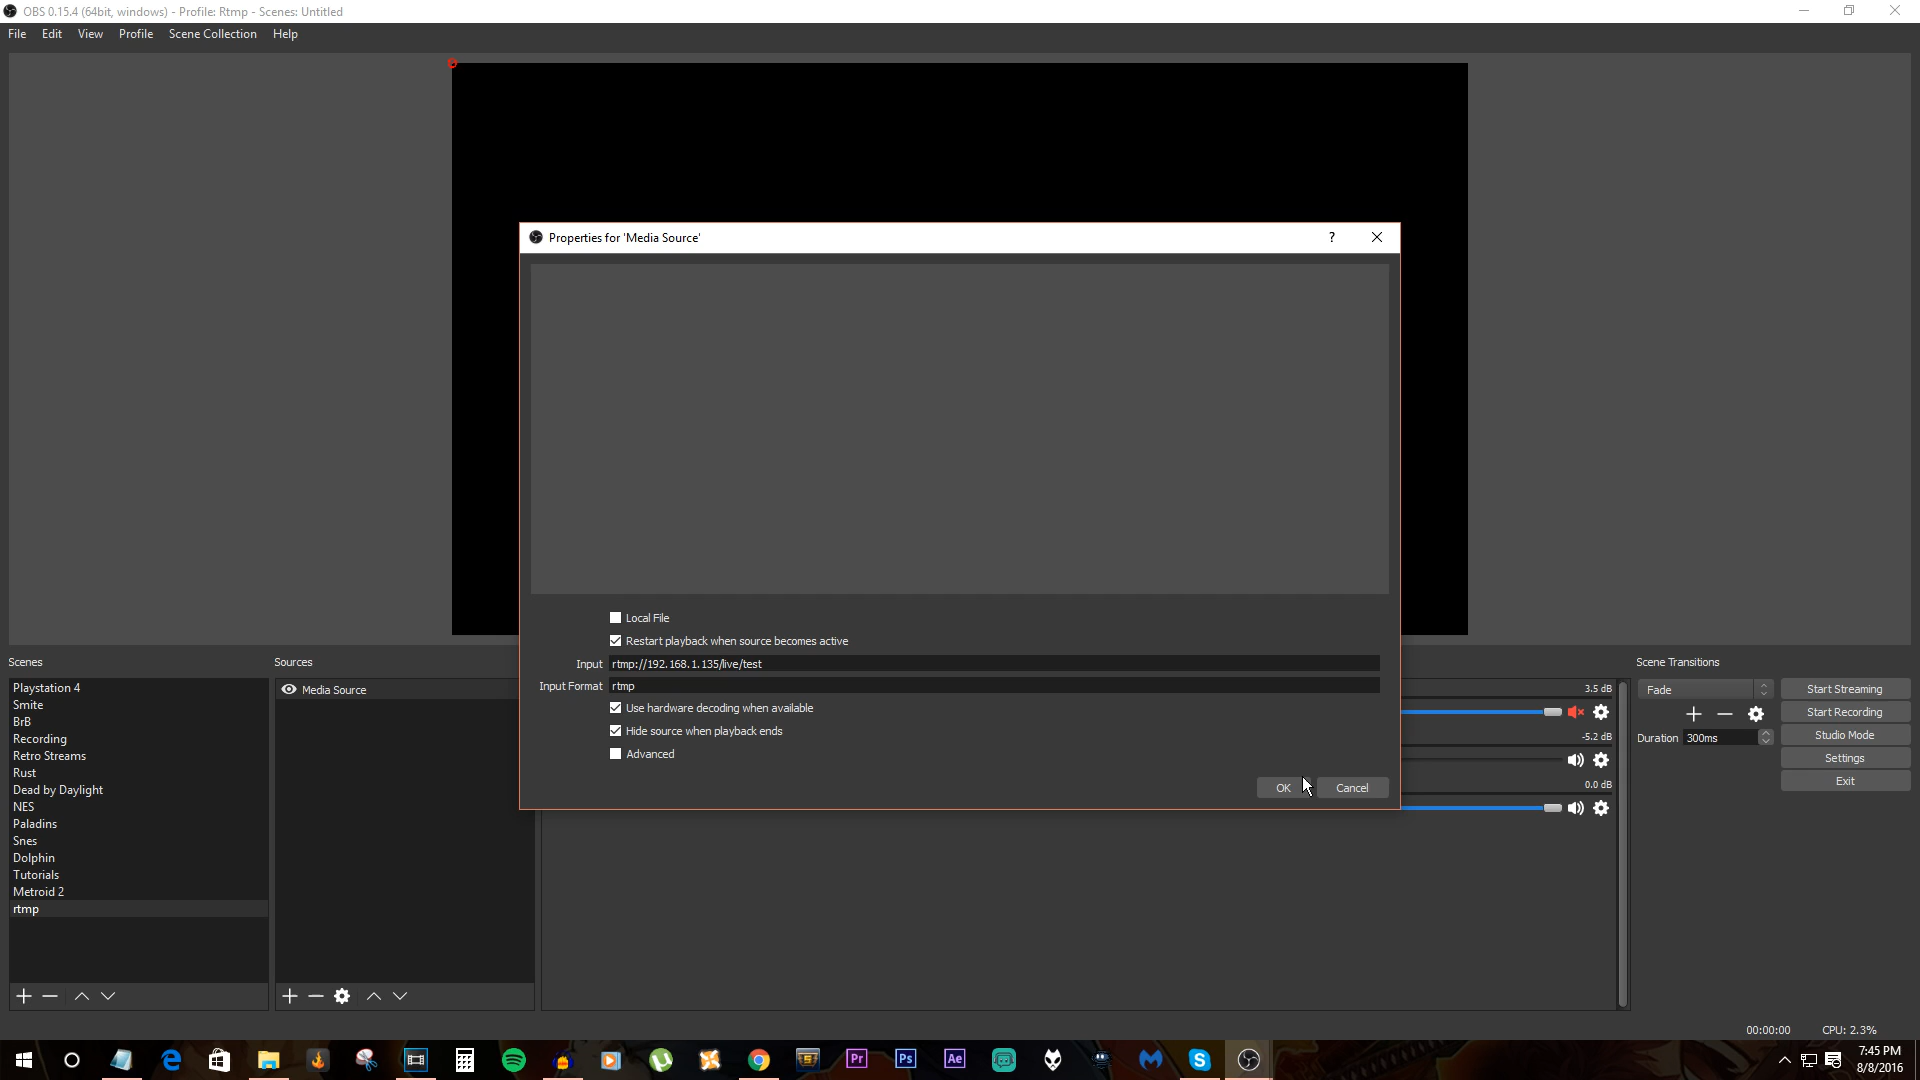 OBS 0.15.4 (64bit, windows) - Profile: Rtmp - Scenes: Untitled
File Edit View Profile Scene Collection Help
Properties for 'Media Source'
?
Local File
Restart playback when source becomes active
Input rtmp://192.168.1.135/live/test
Input Format rtmp
Use hardware decoding when available
Hide source when playback ends
Advanced
OK Cancel
Scenes
Playstation 4
Smite
BrB
Recording
Retro Streams
Rust
Dead by Daylight
NES
Paladins
Snes
Dolphin
Tutorials
Metroid 2
rtmp
Sources
Media Source
3.5 dB
-5.2 dB
0.0 dB
Scene Transitions
Fade
Duration 300ms
Start Streaming
Start Recording
Studio Mode
Settings
Exit
00:00:00 CPU: 2.3%
Pr Ps Ae
7:45 PM
8/8/2016